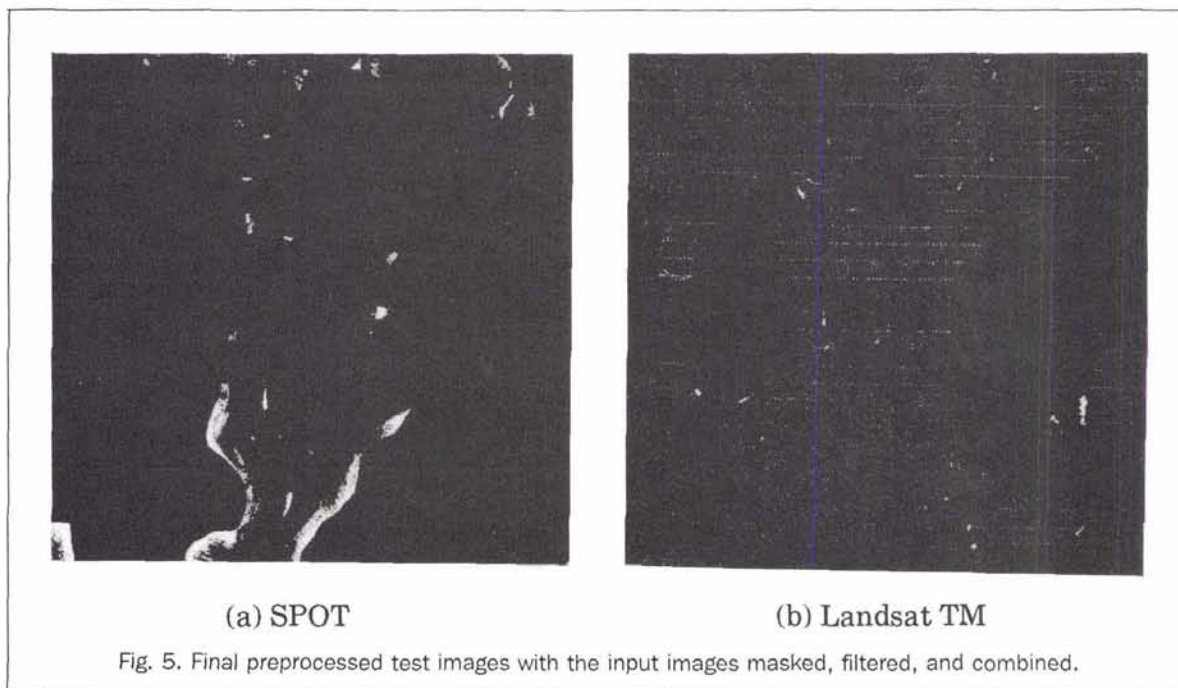 (a) SPOT
(b) Landsat TM
Fig. 5. Final preprocessed test images with the input images masked, filtered, and combined.